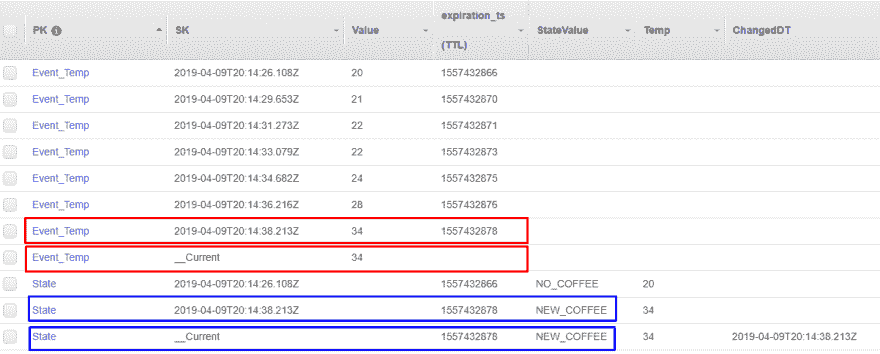 PK SK Value expiration_ts (TTL) StateValue Temp ChangedDT
Event_Temp 2019-04-09T20:14:26.108Z 20 1557432866
Event_Temp 2019-04-09T20:14:29.653Z 21 1557432870
Event_Temp 2019-04-09T20:14:31.273Z 22 1557432871
Event_Temp 2019-04-09T20:14:33.079Z 22 1557432873
Event_Temp 2019-04-09T20:14:34.682Z 24 1557432875
Event_Temp 2019-04-09T20:14:36.216Z 28 1557432876
Event_Temp 2019-04-09T20:14:38.213Z 34 1557432878
Event_Temp __Current 34
State 2019-04-09T20:14:26.108Z 1557432866 NO_COFFEE 20
State 2019-04-09T20:14:38.213Z 1557432878 NEW_COFFEE 34
State __Current 1557432878 NEW_COFFEE 34 2019-04-09T20:14:38.213Z